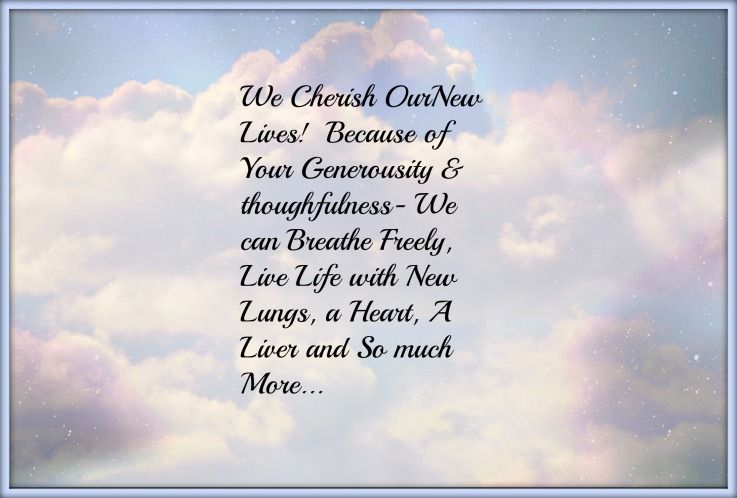 We Cherish OurNew
Lives! Because of
Your Generousity &
thoughfulness- We
can Breathe Freely,
Live Life with New
Lungs, a Heart, A
Liver and So much
More...